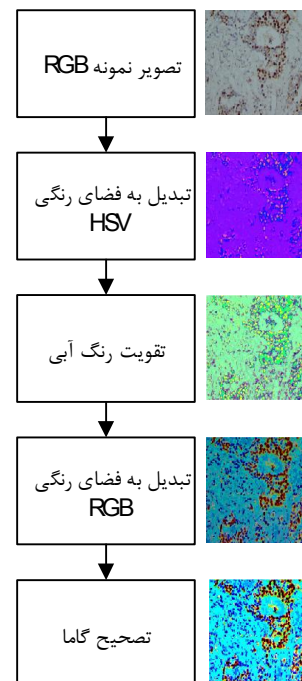 تصویر نمونه RGB
تبدیل به فضای رنگی
HSV
تقویت رنگ آبی
تبدیل به فضای رنگی
RGB
تصحیح گاما